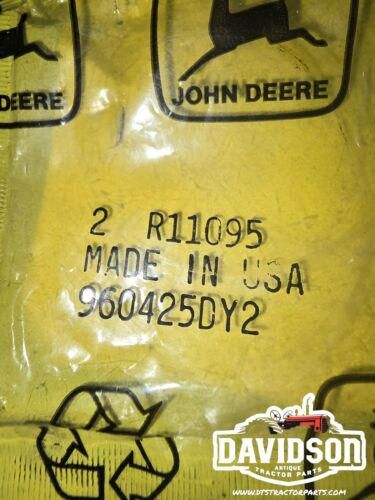 JOHN DEERE
DEERE
2 R11095
MADE IN USA
960425DY2
DAVIDSON
ANTIQUE
TRACTOR PARTS
WWW.DTSTRACTORPARTS.COM